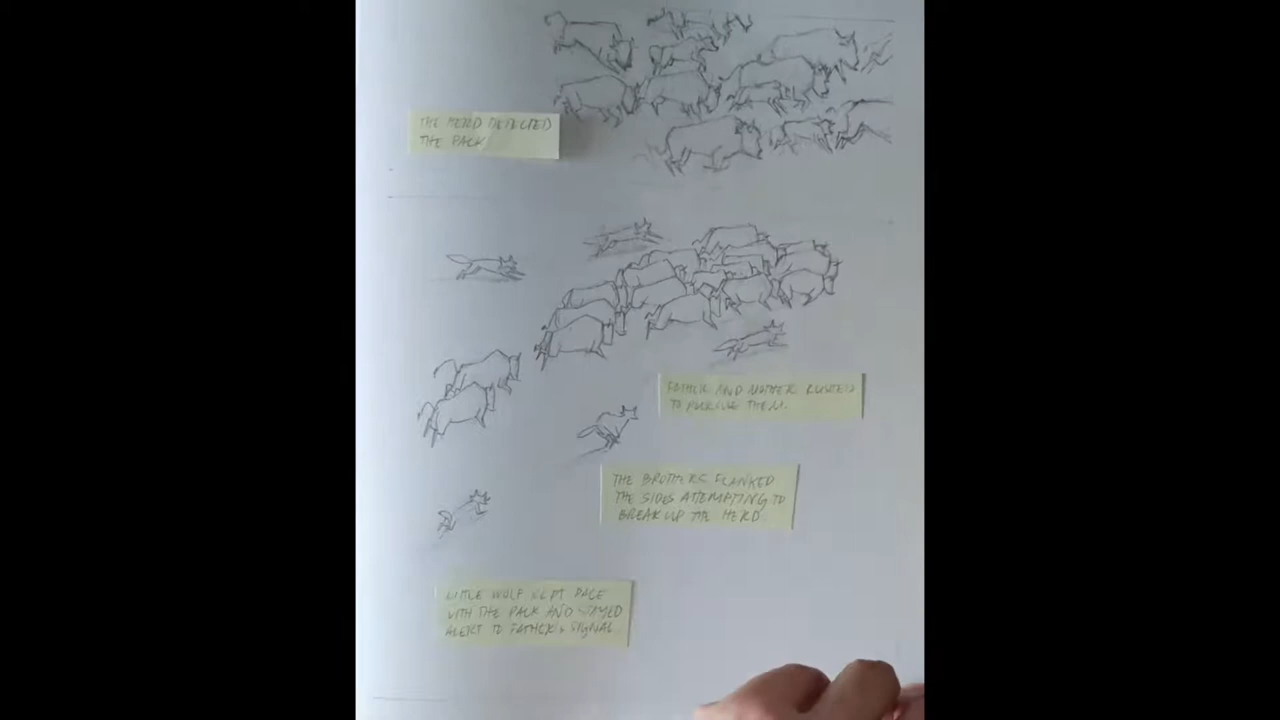 THE HERD DETECTED
THE PACK
FATHER AND MOTHER RUSHED
TO PURSUE THEM.
THE BROTHERS FLANKED
THE SIDES ATTEMPTING TO
BREAK UP THE HERD
LITTLE WOLF KEPT PACE
WITH THE PACK AND STAYED
ALERT TO FATHER'S SIGNAL